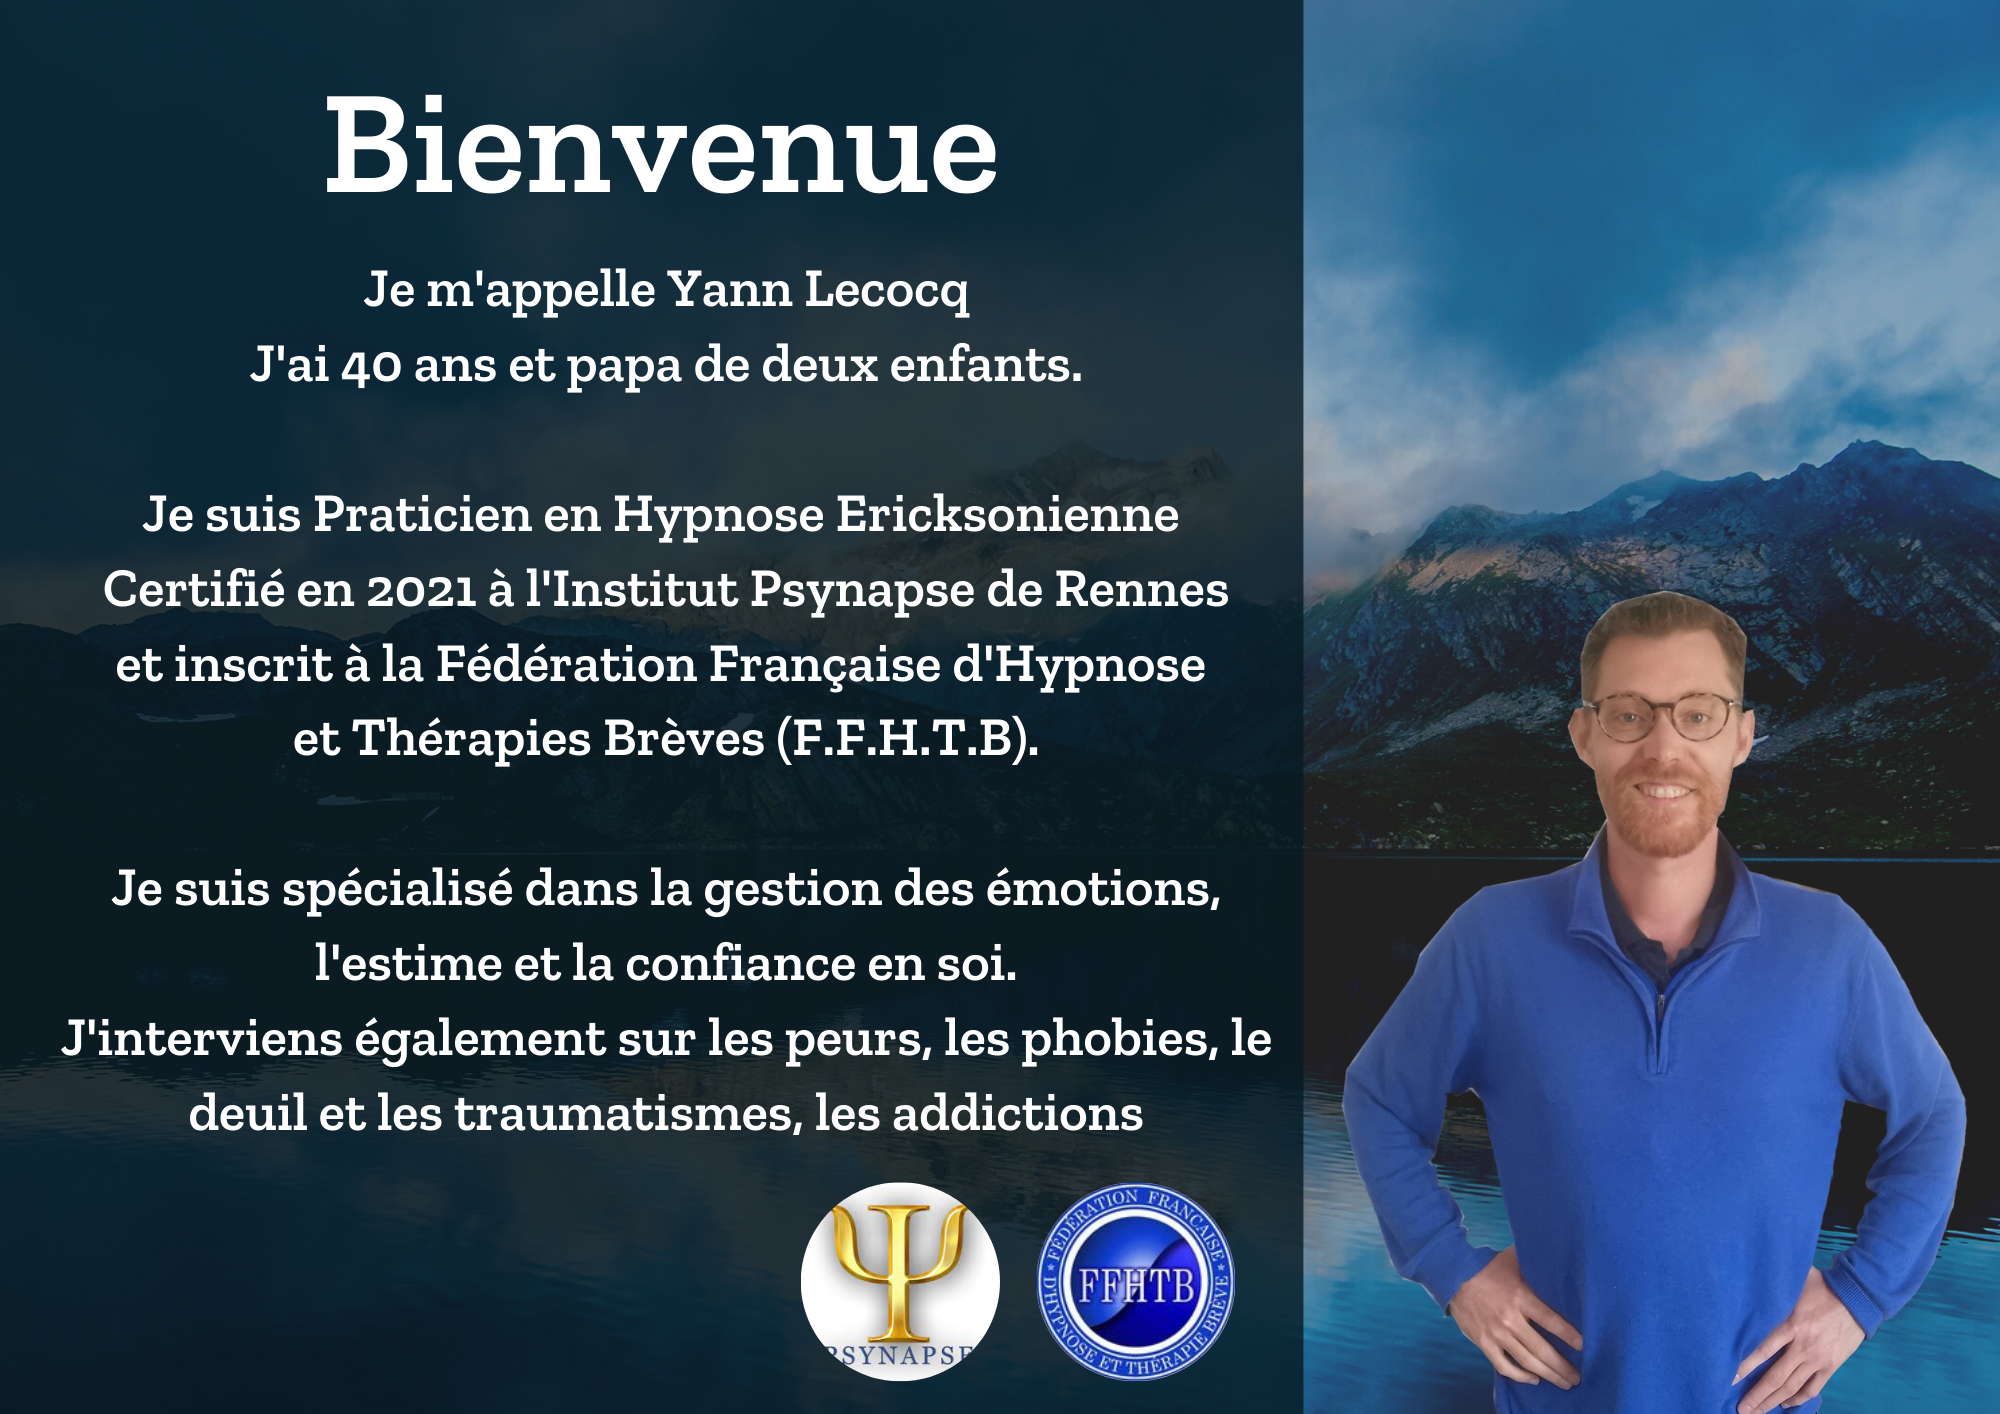 Bienvenue
Je m'appelle Yann Lecocq
J'ai 40 ans et papa de deux enfants.
Je suis Praticien en Hypnose Ericksonienne
Certifié en 2021 à l'Institut Psynapse de Rennes
et inscrit à la Fédération Française d'Hypnose
et Thérapies Brèves (F.F.H.T.B).
Je suis spécialisé dans la gestion des émotions,
l'estime et la confiance en soi.
J'interviens également sur les peurs, les phobies, le
deuil et les traumatismes, les addictions
Ψ
PSYNAPSE
FÉDÉRATION FRANÇAISE
FFHTB
D'HYPNOSE ET THÉRAPIE BRÈVE